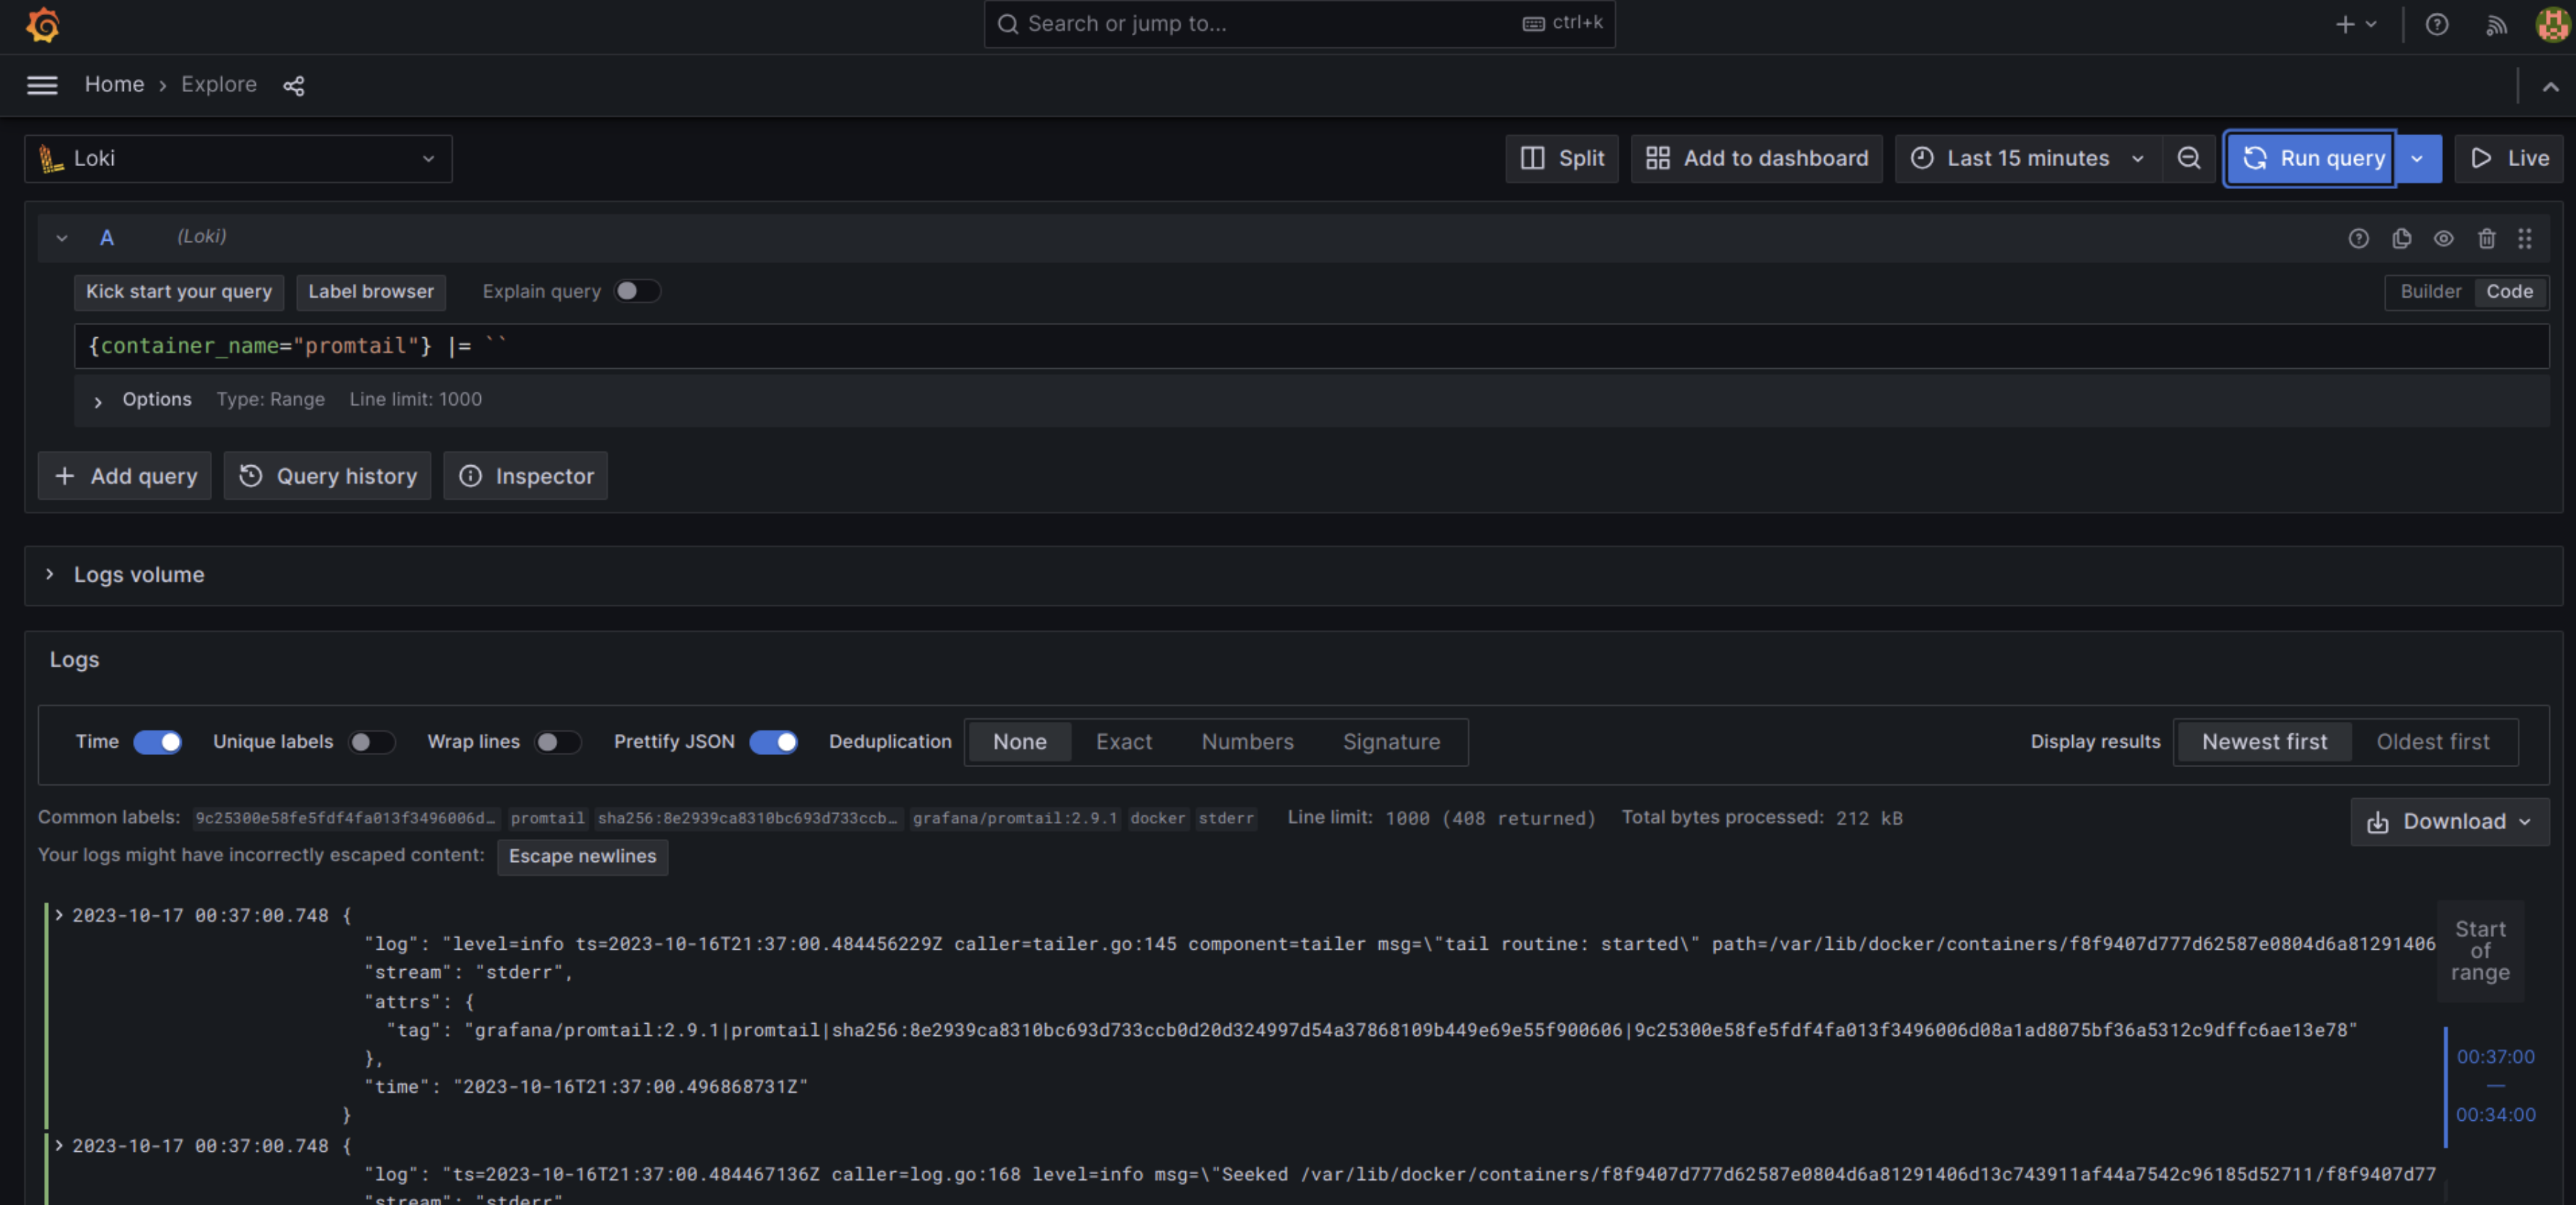 Search or jump to... ctrl+k
Home › Explore
Loki Split Add to dashboard Last 15 minutes Run query Live
A (Loki)
Kick start your query Label browser Explain query Builder Code
{container_name="promtail"} |= ``
Options Type: Range Line limit: 1000
+ Add query Query history Inspector
Logs volume
Logs
Time Unique labels Wrap lines Prettify JSON Deduplication None Exact Numbers Signature Display results Newest first Oldest first
Common labels: 9c25300e58fe5fdf4fa013f3496006d… promtail sha256:8e2939ca8310bc693d733ccb… grafana/promtail:2.9.1 docker stderr Line limit: 1000 (408 returned) Total bytes processed: 212 kB Download
Your logs might have incorrectly escaped content: Escape newlines
2023-10-17 00:37:00.748 {
"log": "level=info ts=2023-10-16T21:37:00.484456229Z caller=tailer.go:145 component=tailer msg=\"tail routine: started\" path=/var/lib/docker/containers/f8f9407d777d62587e0804d6a81291406
"stream": "stderr",
"attrs": {
"tag": "grafana/promtail:2.9.1|promtail|sha256:8e2939ca8310bc693d733ccb0d20d324997d54a37868109b449e69e55f900606|9c25300e58fe5fdf4fa013f3496006d08a1ad8075bf36a5312c9dffc6ae13e78"
},
"time": "2023-10-16T21:37:00.496868731Z"
}
2023-10-17 00:37:00.748 {
"log": "ts=2023-10-16T21:37:00.484467136Z caller=log.go:168 level=info msg=\"Seeked /var/lib/docker/containers/f8f9407d777d62587e0804d6a81291406d13c743911af44a7542c96185d52711/f8f9407d77
"stream": "stderr"
Start
of
range
00:37:00
—
00:34:00